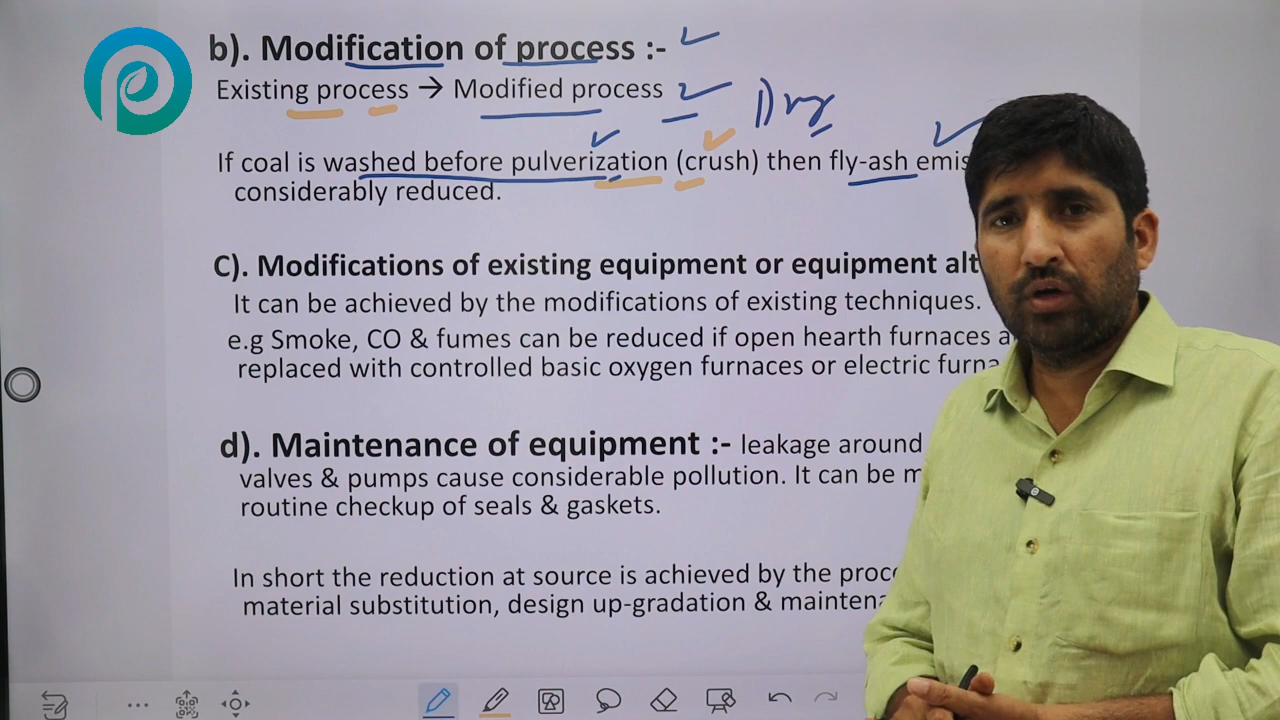 b). Modification of process :-
Existing process → Modified process
Dry
If coal is washed before pulverization (crush) then fly-ash emis
considerably reduced.
C). Modifications of existing equipment or equipment alt
It can be achieved by the modifications of existing techniques.
e.g Smoke, CO & fumes can be reduced if open hearth furnaces a
replaced with controlled basic oxygen furnaces or electric furna
d). Maintenance of equipment :- leakage around
valves & pumps cause considerable pollution. It can be m
routine checkup of seals & gaskets.
In short the reduction at source is achieved by the proc
material substitution, design up-gradation & maintena